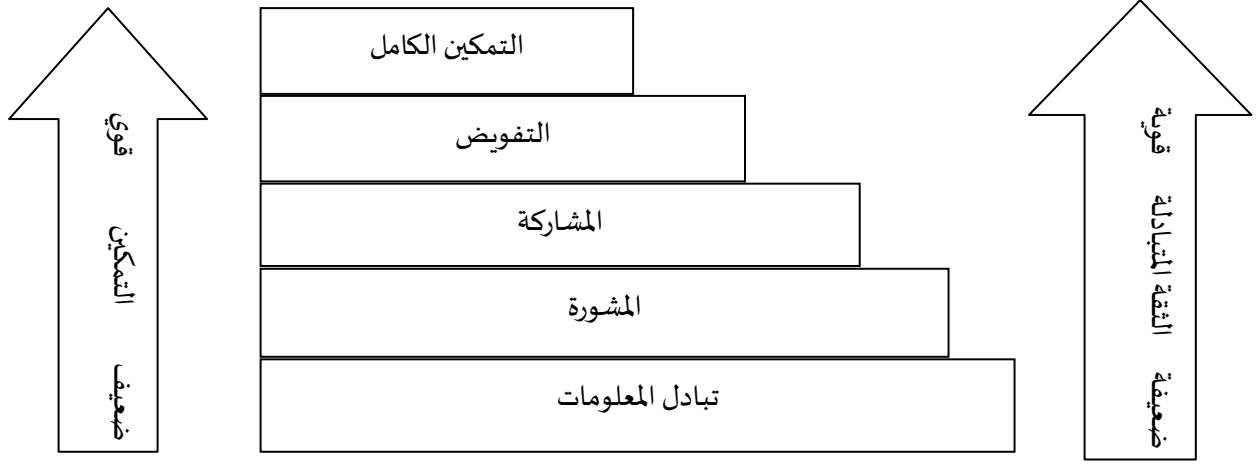 التمكين الكامل
التفويض
المشاركة
المشورة
تبادل المعلومات
قوية
الثقة المتبادلة
ضعيفة
قوي
التمكين
ضعيف